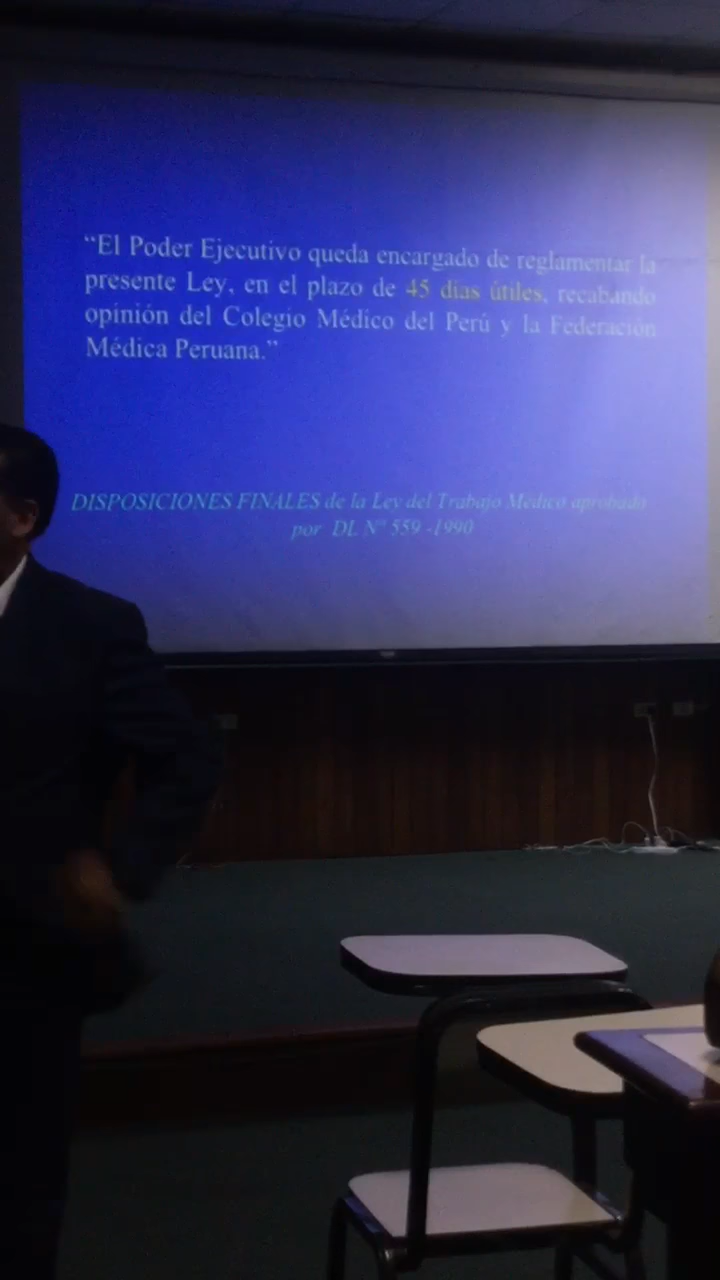 “El Poder Ejecutivo queda encargado de reglamentar la
presente Ley, en el plazo de 45 dias útiles, recabando
opinión del Colegio Médico del Perú y la Federación
Médica Peruana.”
DISPOSICIONES FINALES de la Ley del Trabajo Médico aprobado
por DL Nº 559 -1990